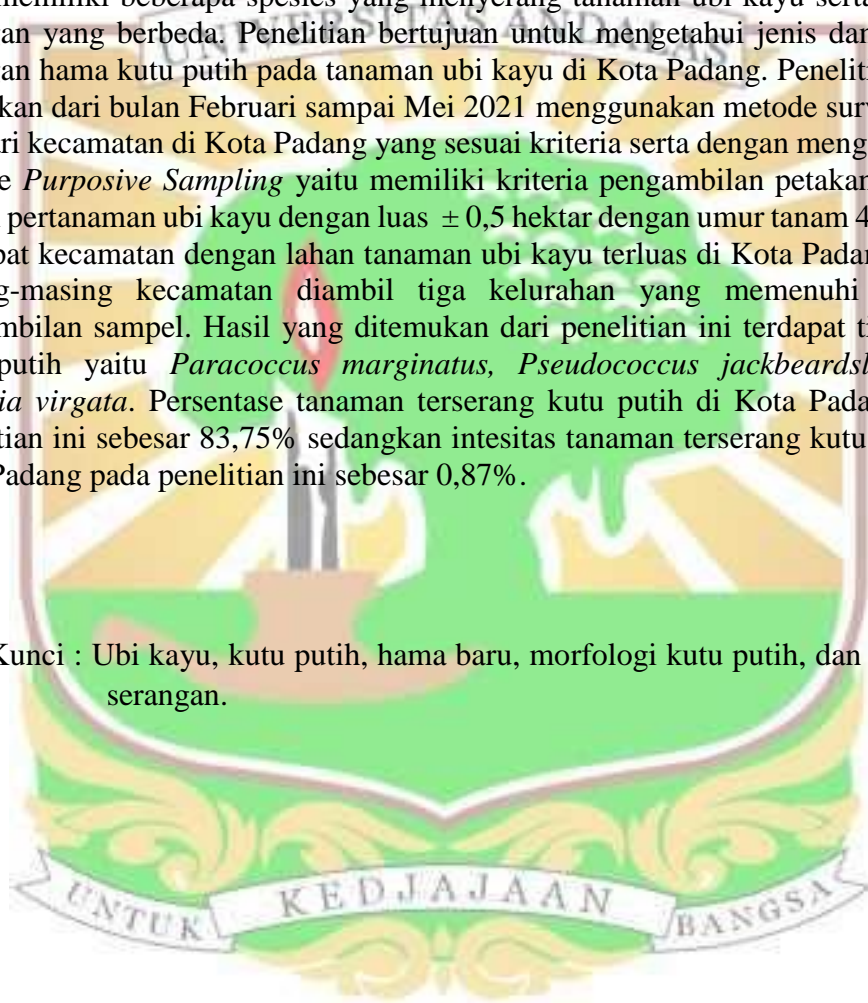 memiliki beberapa spesies yang menyerang tanaman ubi kayu serta
UNIVERSITAS ANDALAS
an yang berbeda. Penelitian bertujuan untuk mengetahui jenis dan
an hama kutu putih pada tanaman ubi kayu di Kota Padang. Peneliti
kan dari bulan Februari sampai Mei 2021 menggunakan metode sur
ri kecamatan di Kota Padang yang sesuai kriteria serta dengan meng
e Purposive Sampling yaitu memiliki kriteria pengambilan petakan
pertanaman ubi kayu dengan luas ± 0,5 hektar dengan umur tanam 4
pat kecamatan dengan lahan tanaman ubi kayu terluas di Kota Padan
g-masing kecamatan diambil tiga kelurahan yang memenuhi
mbilan sampel. Hasil yang ditemukan dari penelitian ini terdapat ti
putih yaitu Paracoccus marginatus, Pseudococcus jackbeardsl
ia virgata. Persentase tanaman terserang kutu putih di Kota Pada
tian ini sebesar 83,75% sedangkan intesitas tanaman terserang kutu
Padang pada penelitian ini sebesar 0,87%.
Kunci : Ubi kayu, kutu putih, hama baru, morfologi kutu putih, dan
serangan.
UNTUK KEDJAJAAN BANGSA